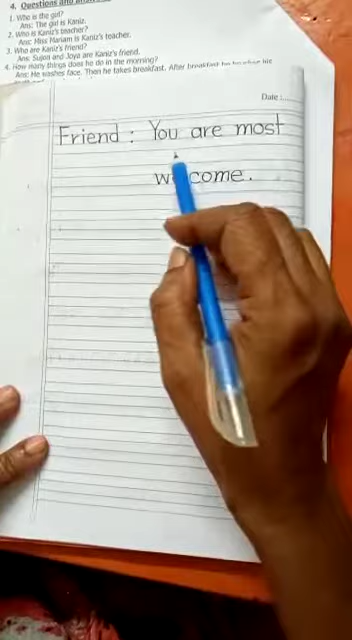 4. Questions and
1. Who is the girl?
Ans: The girl is Kaniz.
2. Who is Kaniz's teacher?
Ans: Miss Mariam is Kaniz's teacher.
3. Who are Kaniz's friend?
Ans: Sujon and Joya are Kaniz's friend.
4. How many things does he do in the morning?
Ans: He washes face. Then he takes breakfast. After breakfast he
Date :
Friend : You are most
welcome.